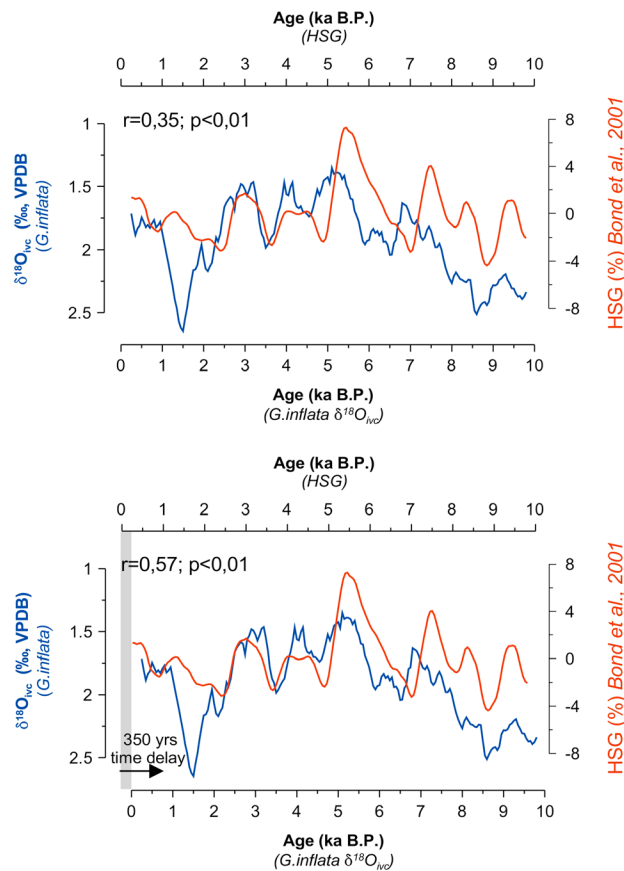 Age (ka B.P.)
(HSG)
0 1 2 3 4 5 6 7 8 9 10
r=0,35; p<0,01
1
1.5
2
2.5
δ¹⁸Oivc (‰, VPDB
(G.inflata)
8
4
0
-4
-8
HSG (%) Bond et al., 2001
0 1 2 3 4 5 6 7 8 9 10
Age (ka B.P.)
(G.inflata δ¹⁸Oivc)
Age (ka B.P.)
(HSG)
0 1 2 3 4 5 6 7 8 9 10
r=0,57; p<0,01
1
1.5
2
2.5
δ¹⁸Oivc (‰, VPDB)
(G.inflata)
8
4
0
-4
-8
HSG (%) Bond et al., 2001
350 yrs
time delay
0 1 2 3 4 5 6 7 8 9 10
Age (ka B.P.)
(G.inflata δ¹⁸Oivc)